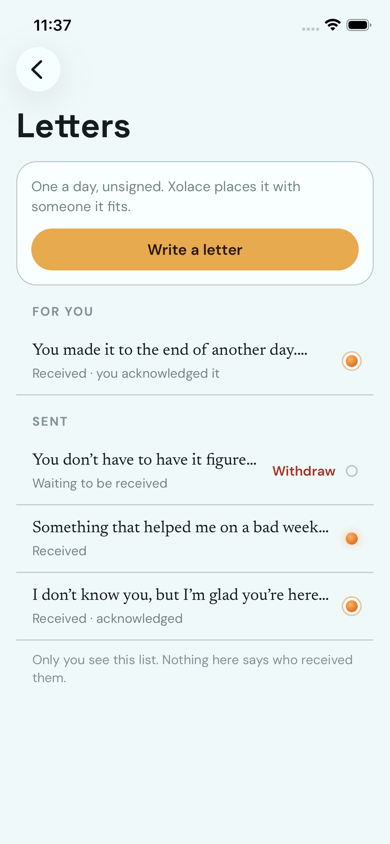 11:37
Letters
One a day, unsigned. Xolace places it with
someone it fits.
Write a letter
FOR YOU
You made it to the end of another day....
Received · you acknowledged it
SENT
You don’t have to have it figure...
Waiting to be received
Withdraw
Something that helped me on a bad week...
Received
I don’t know you, but I’m glad you’re here...
Received · acknowledged
Only you see this list. Nothing here says who received
them.